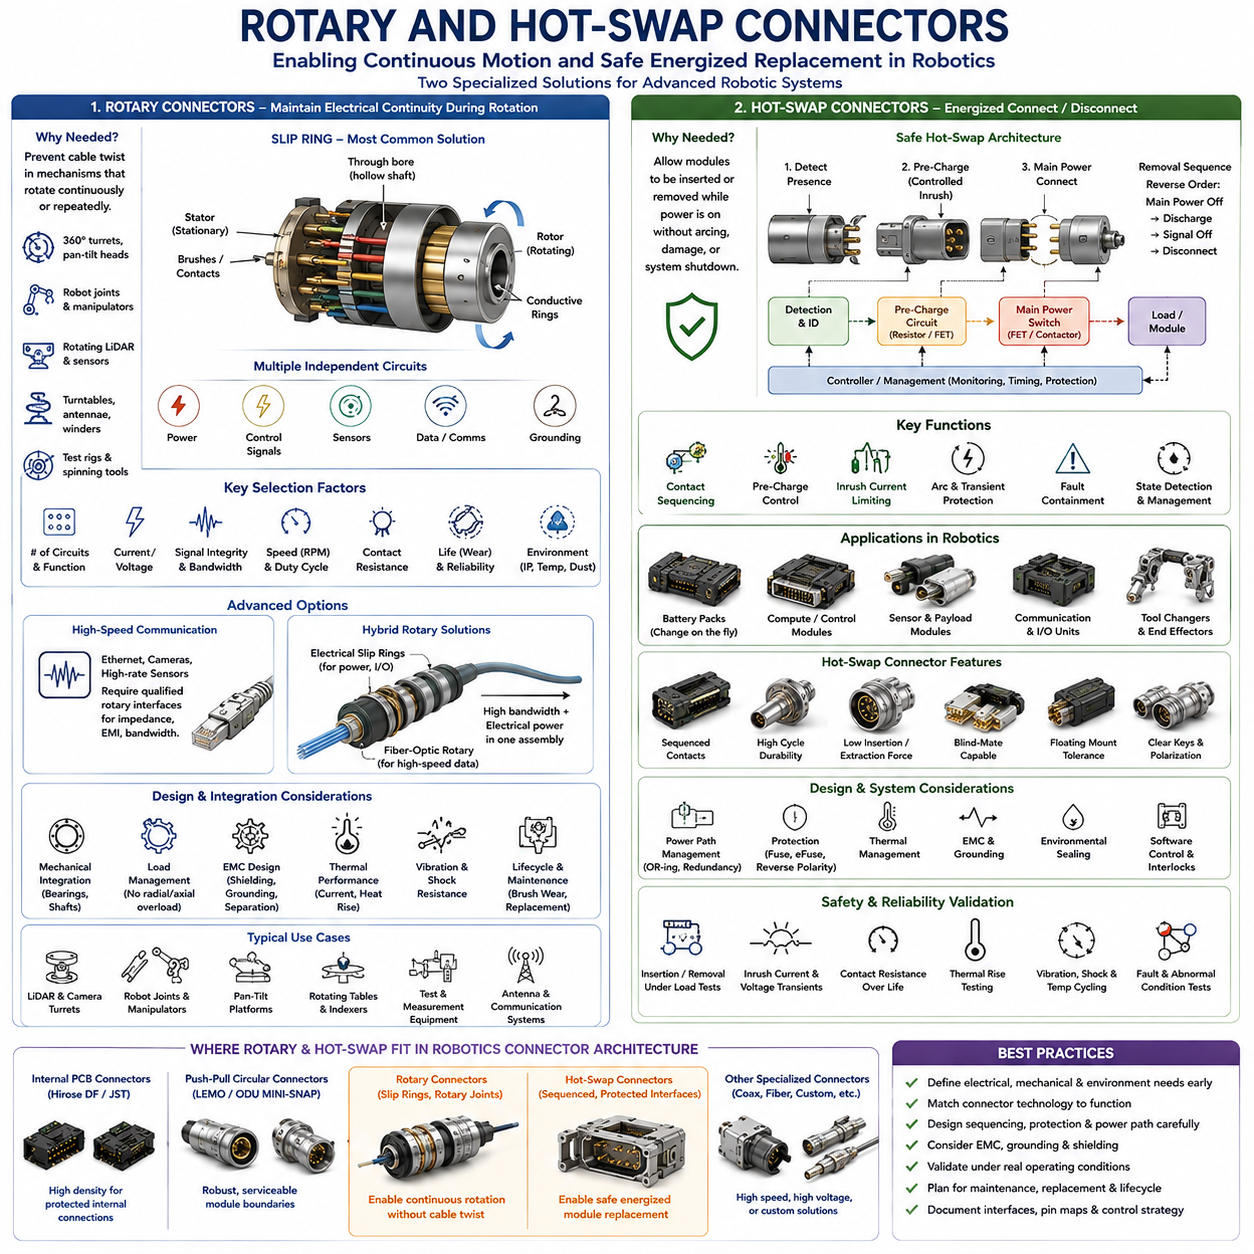 ROTARY AND HOT-SWAP CONNECTORS
Enabling Continuous Motion and Safe Energized Replacement in Robotics
Two Specialized Solutions for Advanced Robotic Systems
1. ROTARY CONNECTORS – Maintain Electrical Continuity During Rotation
Why Needed?
Prevent cable twist
in mechanisms that
rotate continuously
or repeatedly.
360° turrets,
pan-tilt heads
Robot joints
& manipulators
Rotating LiDAR
& sensors
Turntables,
antennae,
winders
Test rigs &
spinning tools
SLIP RING – Most Common Solution
Through bore
(hollow shaft)
Stator
(Stationary)
Brushes /
Contacts
Rotor
(Rotating)
Conductive
Rings
Multiple Independent Circuits
Power
Control
Signals
Sensors
Data / Comms
Grounding
Key Selection Factors
# of Circuits
& Function
Current/
Voltage
Signal Integrity
& Bandwidth
Speed (RPM)
& Duty Cycle
Contact
Resistance
Life (Wear)
& Reliability
Environment
(IP, Temp, Dust)
Advanced Options
High-Speed Communication
Ethernet, Cameras,
High-rate Sensors
Require qualified
rotary interfaces
for impedance,
EMI, bandwidth.
Hybrid Rotary Solutions
Electrical Slip Rings
(for power, I/O)
High bandwidth +
Electrical power
in one assembly
Fiber-Optic Rotary
(for high-speed data)
Design & Integration Considerations
Mechanical
Integration
(Bearings,
Shafts)
Load
Management
(No radial/axial
overload)
EMC Design
(Shielding,
Grounding,
Separation)
Thermal
Performance
(Current, Heat
Rise)
Vibration &
Shock
Resistance
Lifecycle &
Maintenance
(Brush Wear,
Replacement)
Typical Use Cases
LiDAR & Camera
Turrets
Robot Joints &
Manipulators
Pan-Tilt
Platforms
Rotating Tables
& Indexers
Test &
Measurement
Equipment
Antenna &
Communication
Systems
2. HOT-SWAP CONNECTORS – Energized Connect / Disconnect
Why Needed?
Allow modules
to be inserted or
removed while
power is on
without arcing,
damage, or
system shutdown.
Safe Hot-Swap Architecture
1. Detect
Presence
2. Pre-Charge
(Controlled
Inrush)
3. Main Power
Connect
Removal Sequence
Reverse Order:
Main Power Off
→ Discharge
→ Signal Off
→ Disconnect
Detection
& ID
Pre-Charge
Circuit
(Resistor / FET)
Main Power
Switch
(FET / Contactor)
Load /
Module
Controller / Management (Monitoring, Timing, Protection)
Key Functions
Contact
Sequencing
Pre-Charge
Control
Inrush Current
Limiting
Arc & Transient
Protection
Fault
Containment
State Detection
& Management
Applications in Robotics
Battery Packs
(Change on the fly)
Compute / Control
Modules
Sensor & Payload
Modules
Communication
& I/O Units
Tool Changers
& End Effectors
Hot-Swap Connector Features
Sequenced
Contacts
High Cycle
Durability
Low Insertion /
Extraction Force
Blind-Mate
Capable
Floating Mount
Tolerance
Clear Keys &
Polarization
Design & System Considerations
Power Path
Management
(OR-ing, Redundancy)
Protection
(Fuse, eFuse,
Reverse Polarity)
Thermal
Management
EMC &
Grounding
Environmental
Sealing
Software
Control &
Interlocks
Safety & Reliability Validation
Insertion / Removal
Under Load Tests
Inrush Current &
Voltage Transients
Contact Resistance
Over Life
Thermal Rise
Testing
Vibration, Shock &
Temp Cycling
Fault & Abnormal
Condition Tests
WHERE ROTARY & HOT-SWAP FIT IN ROBOTICS CONNECTOR ARCHITECTURE
Internal PCB Connectors
(Hirose DF / JST)
High density for
protected internal
connections
Push-Pull Circular Connectors
(LEMO / ODU MINI-SNAP)
Robust, serviceable
module boundaries
Rotary Connectors
(Slip Rings, Rotary Joints)
Enable continuous rotation
without cable twist
Hot-Swap Connectors
(Sequenced, Protected Interfaces)
Enable safe energized
module replacement
Other Specialized Connectors
(Coax, Fiber, Custom, etc.)
High speed, high voltage,
or custom solutions
BEST PRACTICES
Define electrical, mechanical & environment needs early
Match connector technology to function
Design sequencing, protection & power path carefully
Consider EMC, grounding & shielding
Validate under real operating conditions
Plan for maintenance, replacement & lifecycle
Document interfaces, pin maps & control strategy